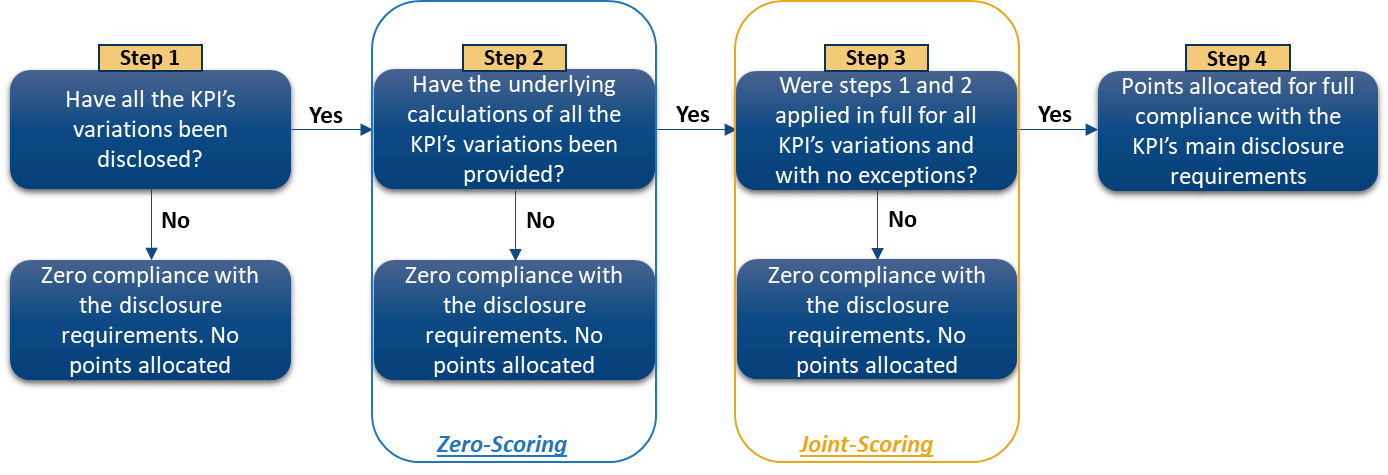 Step 1
Have all the KPI's
variations been
disclosed?
Yes
No
Zero compliance with
the disclosure
requirements. No
points allocated
Step 2
Have the underlying
calculations of all the
KPI's variations been
provided?
Yes
No
Zero compliance with
the disclosure
requirements. No
points allocated
Zero-Scoring
Step 3
Were steps 1 and 2
applied in full for all
KPI's variations and
with no exceptions?
Yes
No
Zero compliance with
the disclosure
requirements. No
points allocated
Joint-Scoring
Step 4
Points allocated for full
compliance with the
KPI's main disclosure
requirements